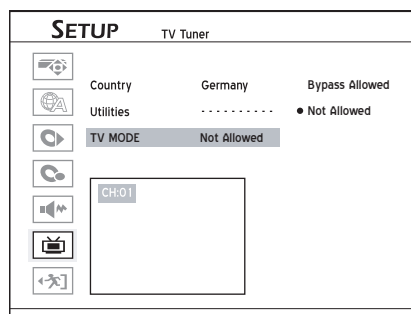 SETUP TV Tuner
Country Germany Bypass Allowed
Utilities - - - - - - - - - - ● Not Allowed
TV MODE Not Allowed
CH:01